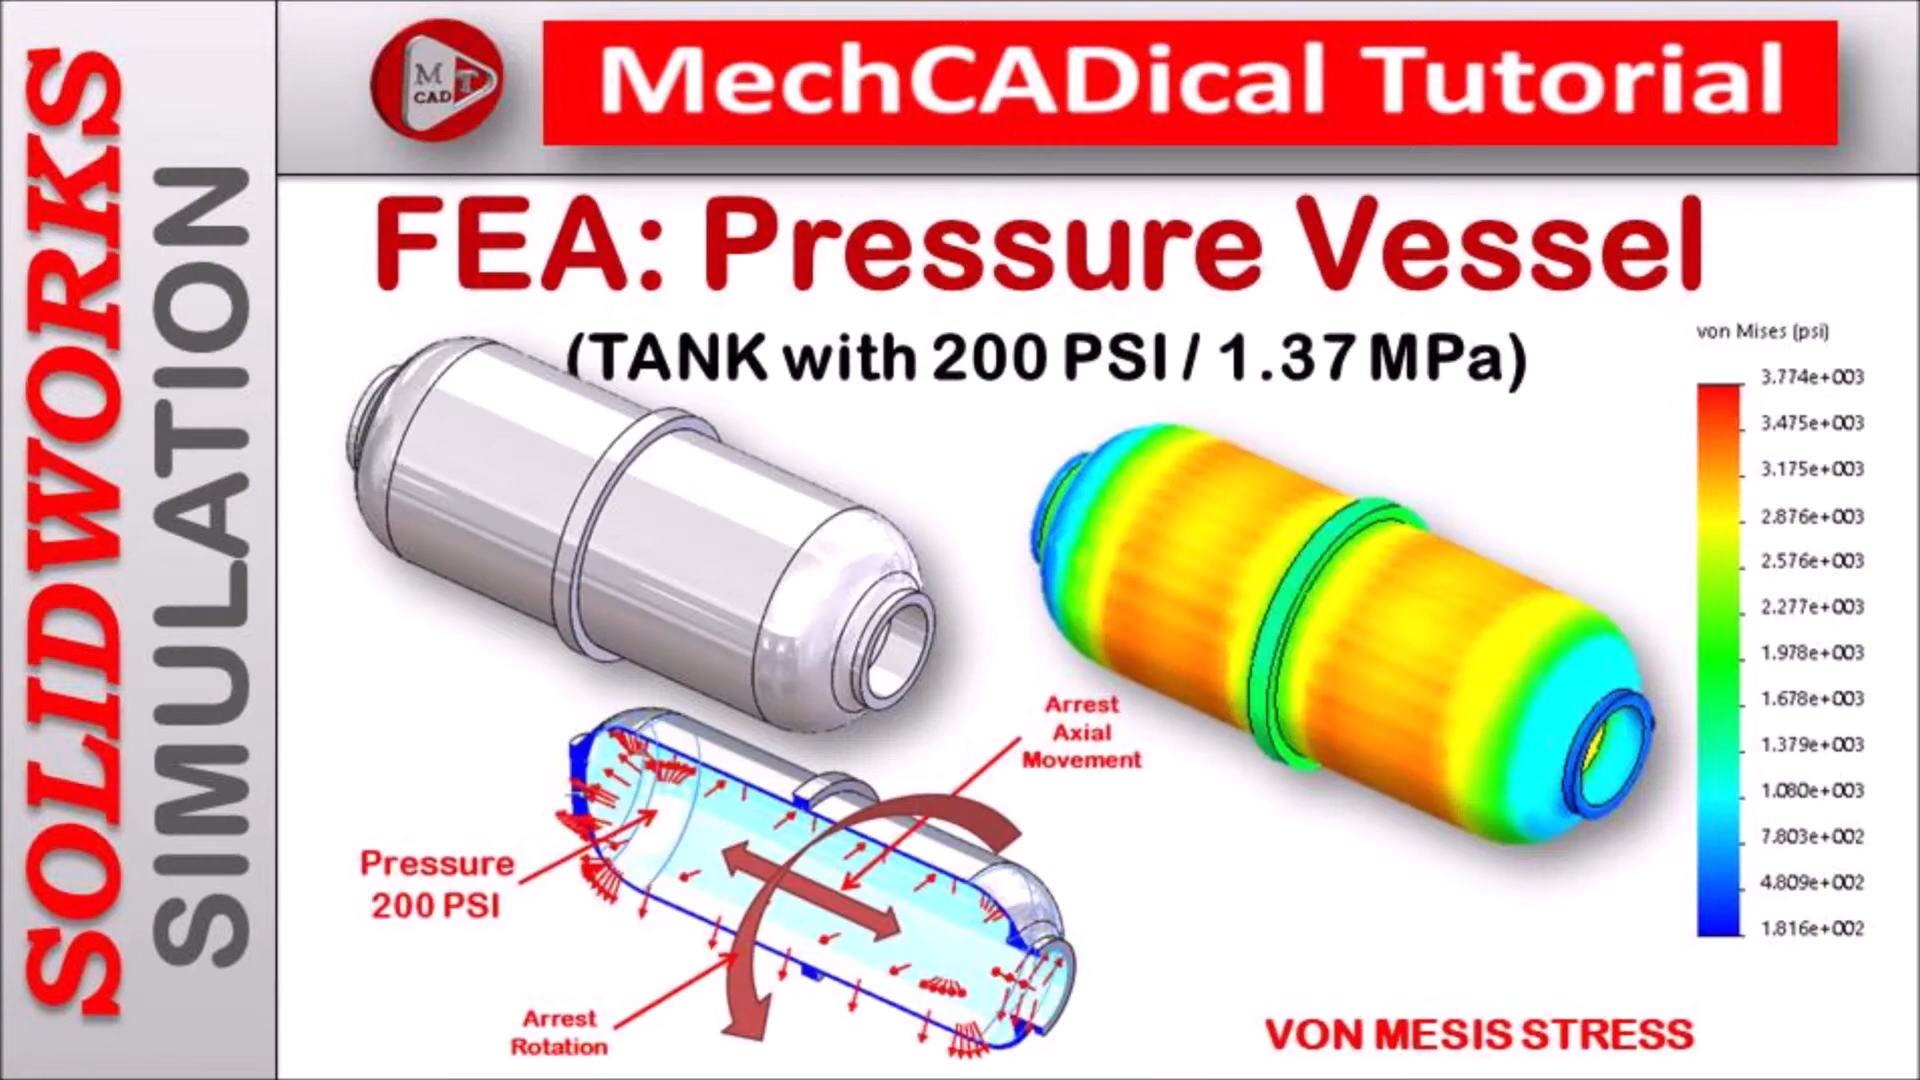 SOLIDWORKS
SIMULATION
M T
CAD
MechCADical Tutorial
FEA: Pressure Vessel
(TANK with 200 PSI / 1.37 MPa)
von Mises (psi)
3.774e+003
3.475e+003
3.175e+003
2.876e+003
2.576e+003
2.277e+003
1.978e+003
1.678e+003
1.379e+003
1.080e+003
7.803e+002
4.809e+002
1.816e+002
Arrest
Axial
Movement
Pressure
200 PSI
Arrest
Rotation
VON MESIS STRESS